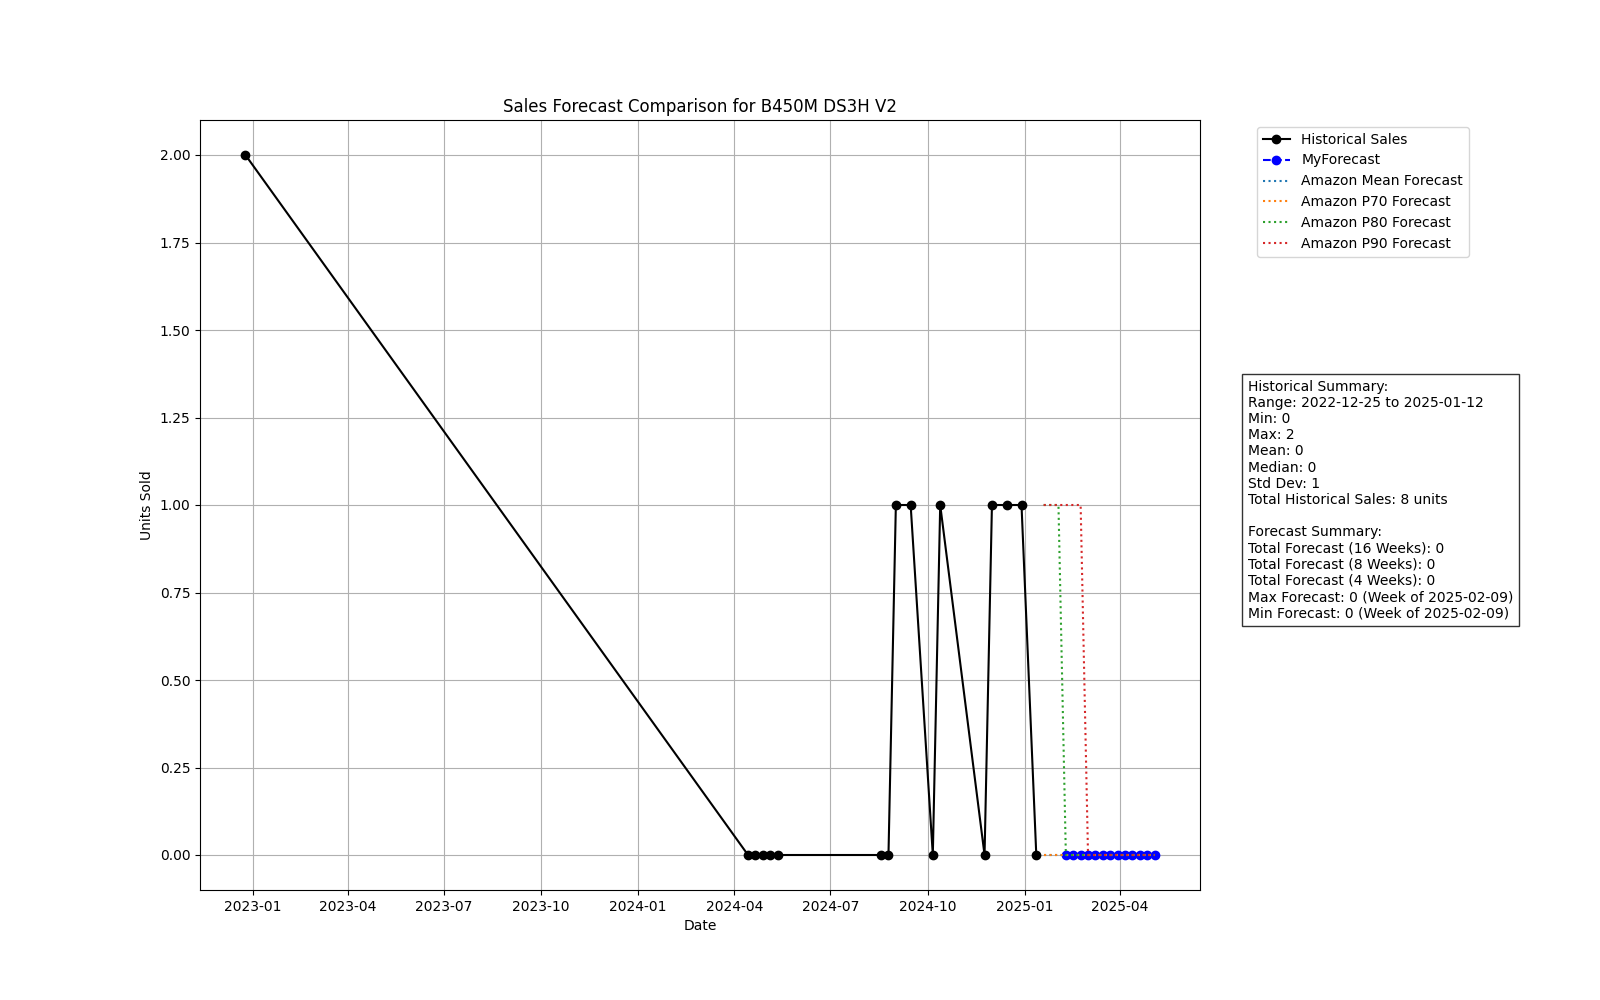 Sales Forecast Comparison for B450M DS3H V2
2.00
1.75
1.50
1.25
1.00
0.75
0.50
0.25
0.00
Units Sold
2023-01
2023-04
2023-07
2023-10
2024-01
2024-04
2024-07
2024-10
2025-01
2025-04
Date
Historical Sales
MyForecast
Amazon Mean Forecast
Amazon P70 Forecast
Amazon P80 Forecast
Amazon P90 Forecast
Historical Summary:
Range: 2022-12-25 to 2025-01-12
Min: 0
Max: 2
Mean: 0
Median: 0
Std Dev: 1
Total Historical Sales: 8 units
Forecast Summary:
Total Forecast (16 Weeks): 0
Total Forecast (8 Weeks): 0
Total Forecast (4 Weeks): 0
Max Forecast: 0 (Week of 2025-02-09)
Min Forecast: 0 (Week of 2025-02-09)